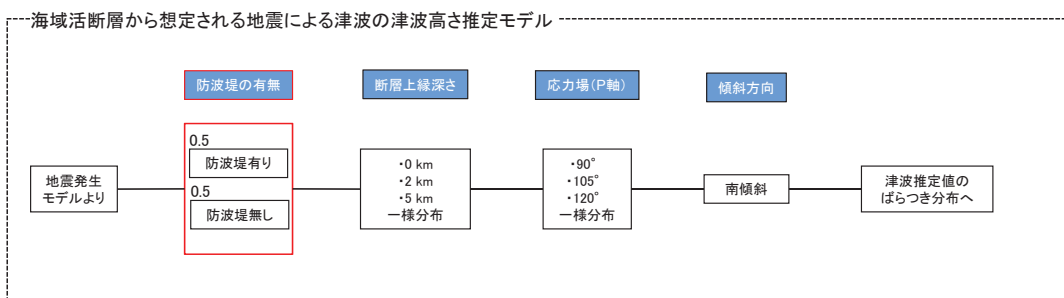 海域活断層から想定される地震による津波の津波高さ推定モデル
防波堤の有無
断層上縁深さ
応力場(P軸)
傾斜方向
地震発生
モデルより
0.5
防波堤有り
0.5
防波堤無し
・0 km
・2 km
・5 km
一様分布
・90°
・105°
・120°
一様分布
南傾斜
津波推定値の
ばらつき分布へ